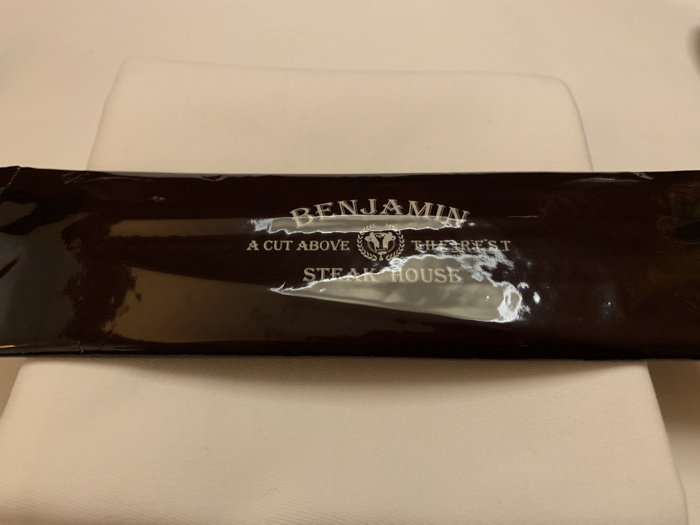 BENJAMIN
A CUT ABOVE THE REST
STEAK HOUSE